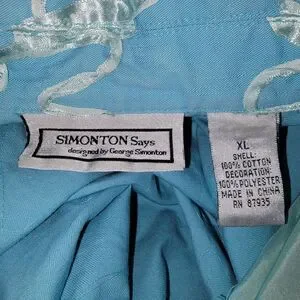 SIMONTON Says
designed by George Simonton
XL
SHELL:
100% COTTON
DECORATION:
100% POLYESTER
MADE IN CHINA
RN 87935